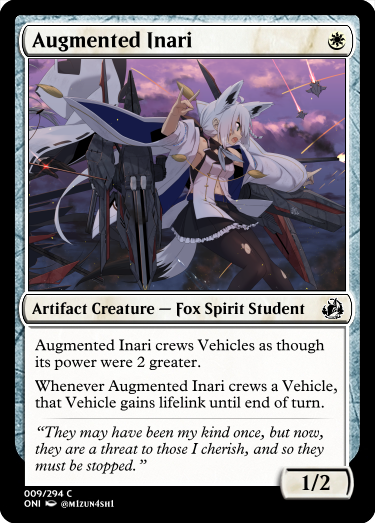 Augmented Inari
Artifact Creature — Fox Spirit Student
Augmented Inari crews Vehicles as though
its power were 2 greater.
Whenever Augmented Inari crews a Vehicle,
that Vehicle gains lifelink until end of turn.
“They may have been my kind once, but now,
they are a threat to those I cherish, and so they
must be stopped.”
1/2
009/294 C
ONI @M1ZUN4SH1